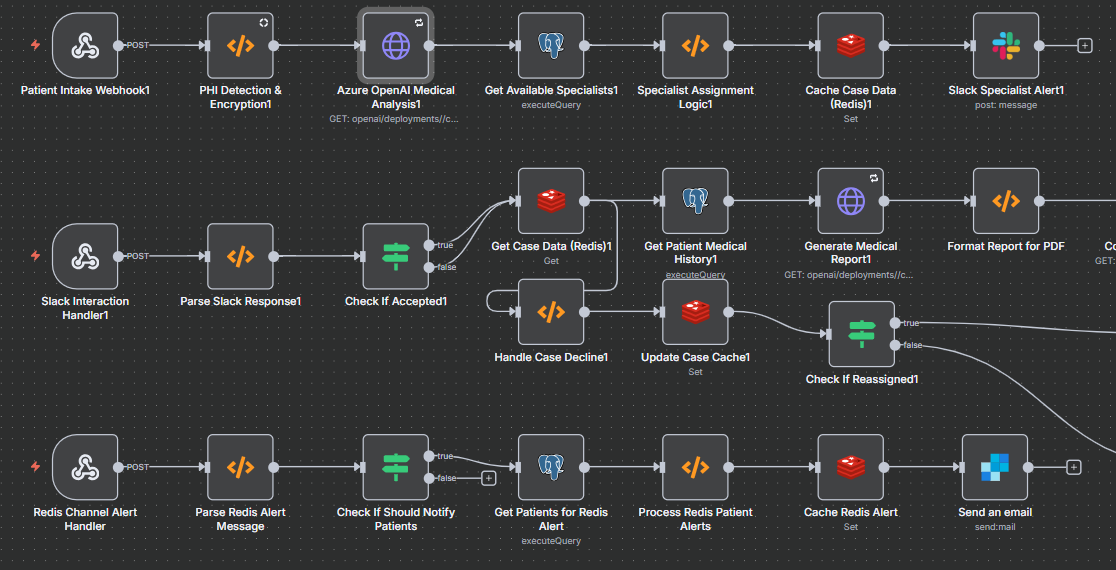 POST
Patient Intake Webhook1
PHI Detection &
Encryption1
Azure OpenAI Medical
Analysis1
GET: openai/deployments//c...
Get Available Specialists1
executeQuery
Specialist Assignment
Logic1
Cache Case Data
(Redis)1
Set
Slack Specialist Alert1
post: message
POST
Slack Interaction
Handler1
Parse Slack Response1
true
false
Check If Accepted1
Get Case Data (Redis)1
Get
Get Patient Medical
History1
executeQuery
Generate Medical
Report1
GET: openai/deployments//c...
Format Report for PDF
Co
GET:
Handle Case Decline1
Update Case Cache1
Set
true
false
Check If Reassigned1
POST
Redis Channel Alert
Handler
Parse Redis Alert
Message
true
false
Check If Should Notify
Patients
Get Patients for Redis
Alert
executeQuery
Process Redis Patient
Alerts
Cache Redis Alert
Set
Send an email
send:mail